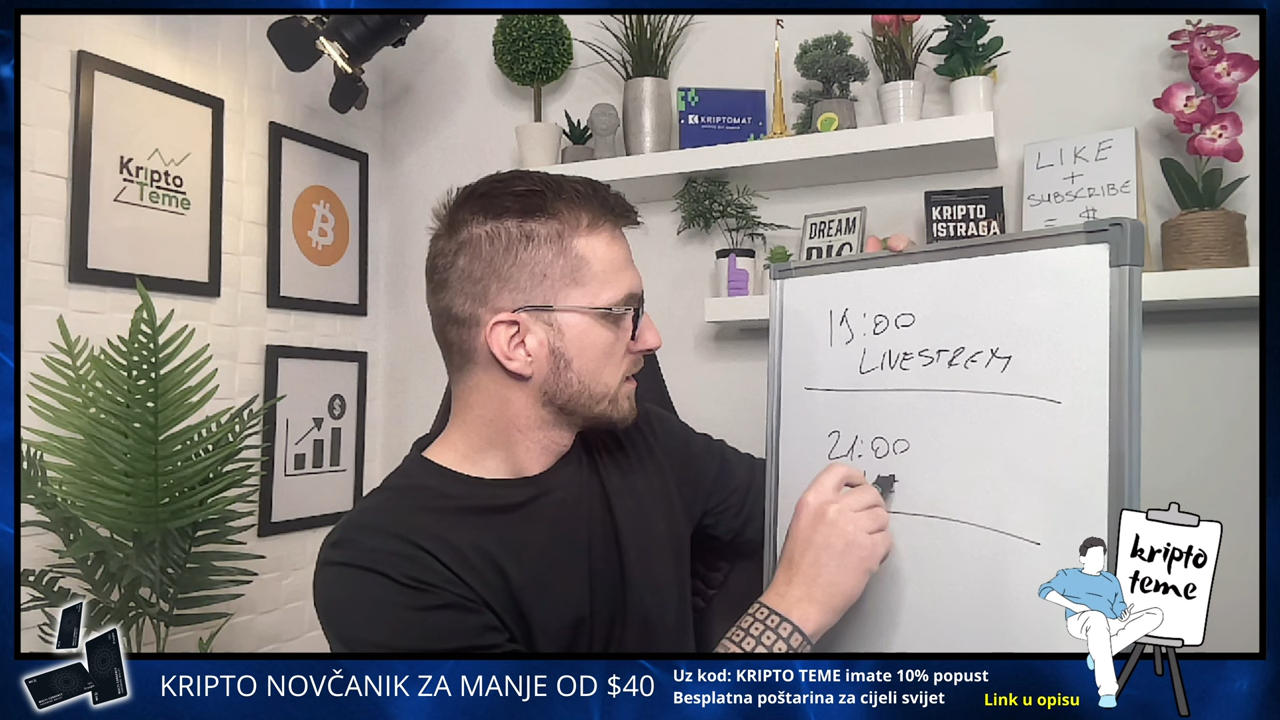 Kripto
Teme
KRIPTOMAT
DREAM
KRIPTO
ISTRAGA
LIKE
+
SUBSCRIBE
= $
19:00
LIVESTREM
21:00
kripto
teme
KRIPTO NOVČANIK ZA MANJE OD $40
Uz kod: KRIPTO TEME imate 10% popust
Besplatna poštarina za cijeli svijet
Link u opisu